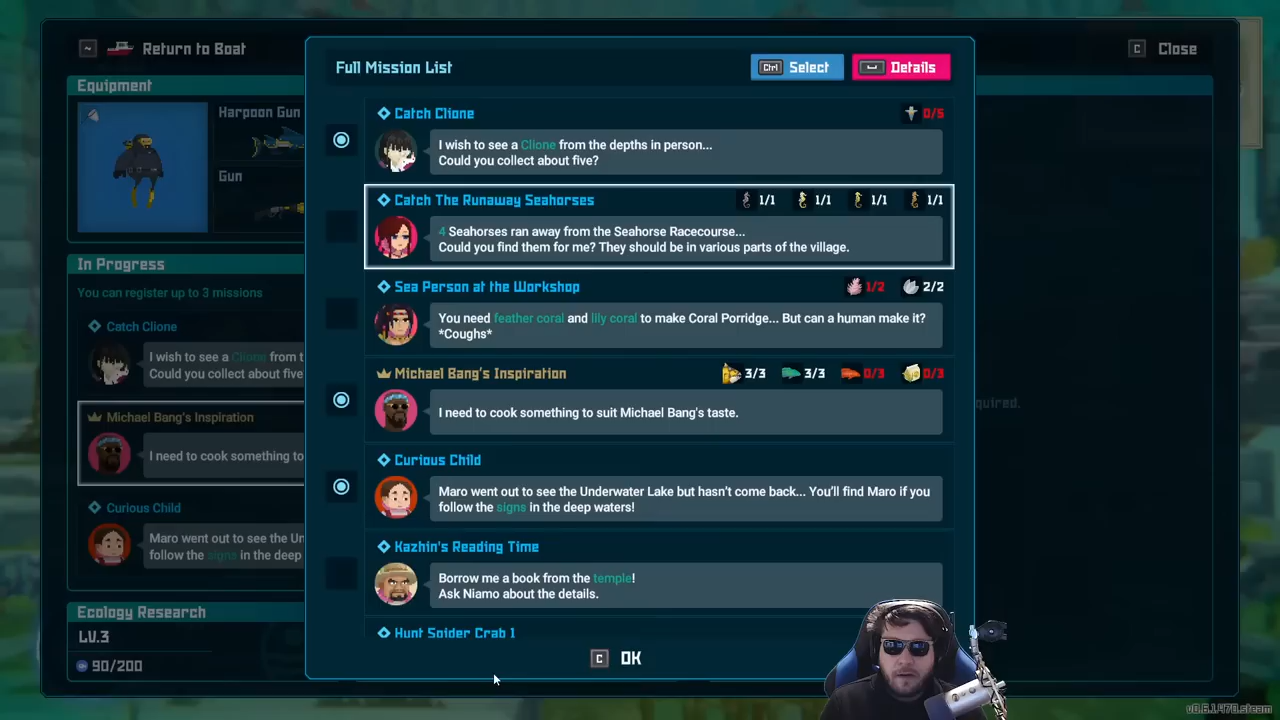 ~ Return to Boat
C Close
Equipment
Harpoon Gun
Gun
In Progress
You can register up to 3 missions
Catch Clione
I wish to see a Clione from t
Could you collect about five?
Michael Bang's Inspiration
I need to cook something to
Curious Child
Maro went out to see the Un
follow the signs in the deep
Ecology Research
LV.3
90/200
Full Mission List
Ctrl Select
Details
Catch Clione
0/5
I wish to see a Clione from the depths in person...
Could you collect about five?
Catch The Runaway Seahorses
1/1 1/1 1/1 1/1
4 Seahorses ran away from the Seahorse Racecourse...
Could you find them for me? They should be in various parts of the village.
Sea Person at the Workshop
1/2 2/2
You need feather coral and lily coral to make Coral Porridge... But can a human make it?
*Coughs*
Michael Bang's Inspiration
3/3 3/3 0/3 0/3
I need to cook something to suit Michael Bang's taste.
Curious Child
Maro went out to see the Underwater Lake but hasn't come back... You'll find Maro if you
follow the signs in the deep waters!
Kazhin's Reading Time
Borrow me a book from the temple!
Ask Niamo about the details.
Hunt Spider Crab 1
C OK
quired.
v0.6.1.470.steam